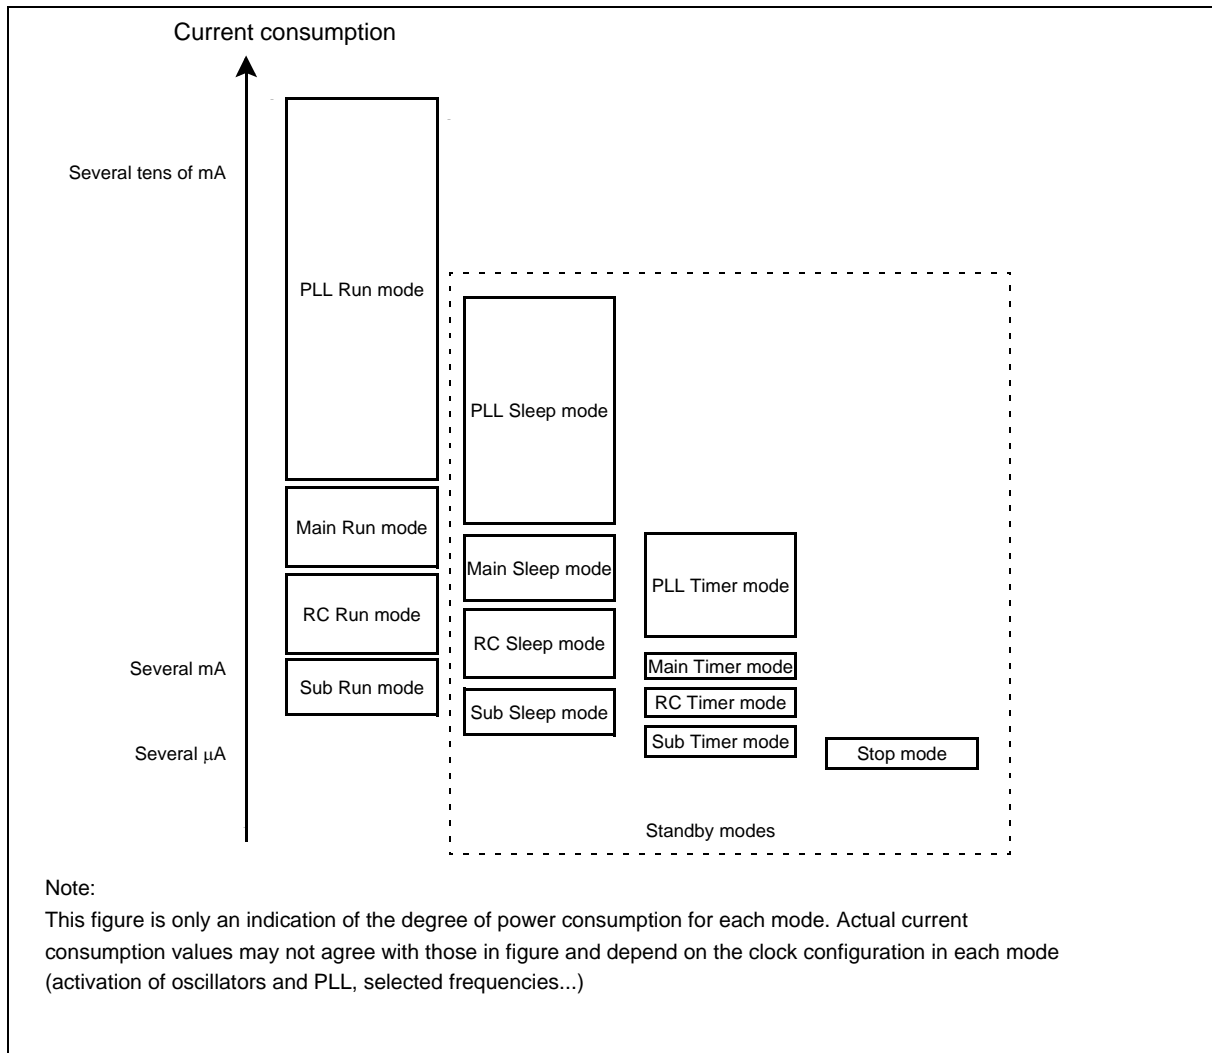 Current consumption
Several tens of mA
PLL Run mode
PLL Sleep mode
Main Run mode
Main Sleep mode
PLL Timer mode
RC Run mode
RC Sleep mode
Several mA
Main Timer mode
Sub Run mode
RC Timer mode
Sub Sleep mode
Sub Timer mode
Several μA
Stop mode
Standby modes
Note:
This figure is only an indication of the degree of power consumption for each mode. Actual current
consumption values may not agree with those in figure and depend on the clock configuration in each mode
(activation of oscillators and PLL, selected frequencies...)